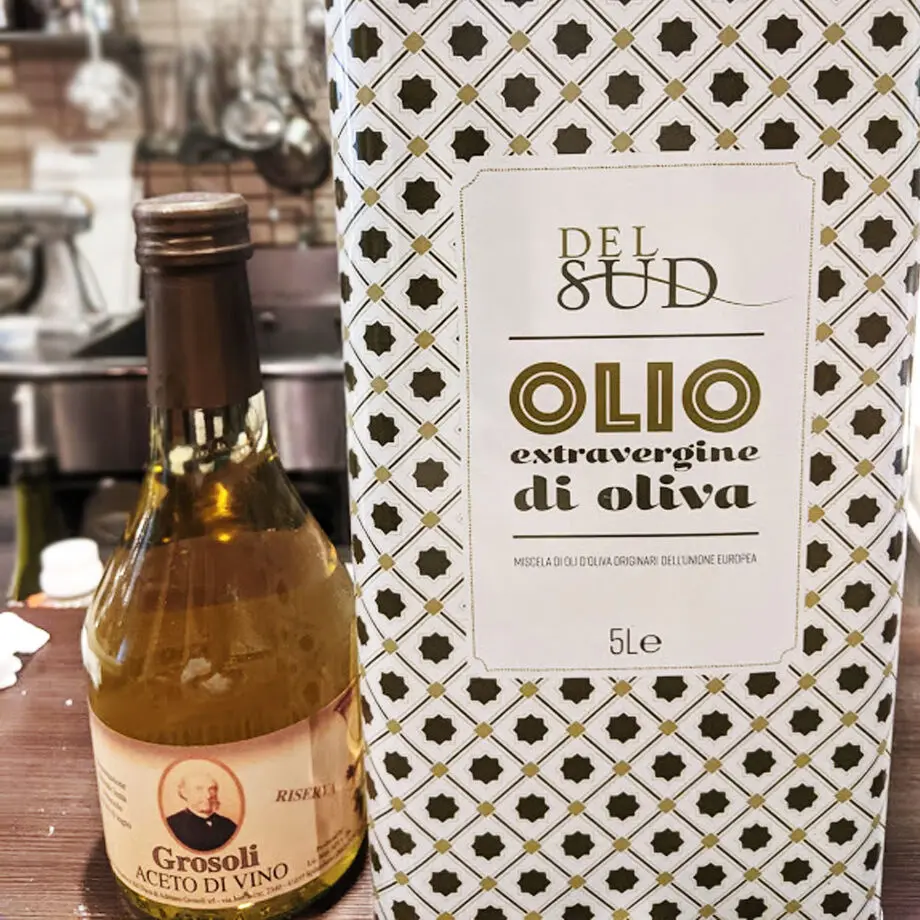 DEL
SUD
OLIO
extravergine
di oliva
MISCELA DI OLI D'OLIVA ORIGINARI DELL'UNIONE EUROPEA
5L e
RISERVA
Grosoli
ACETO DI VINO